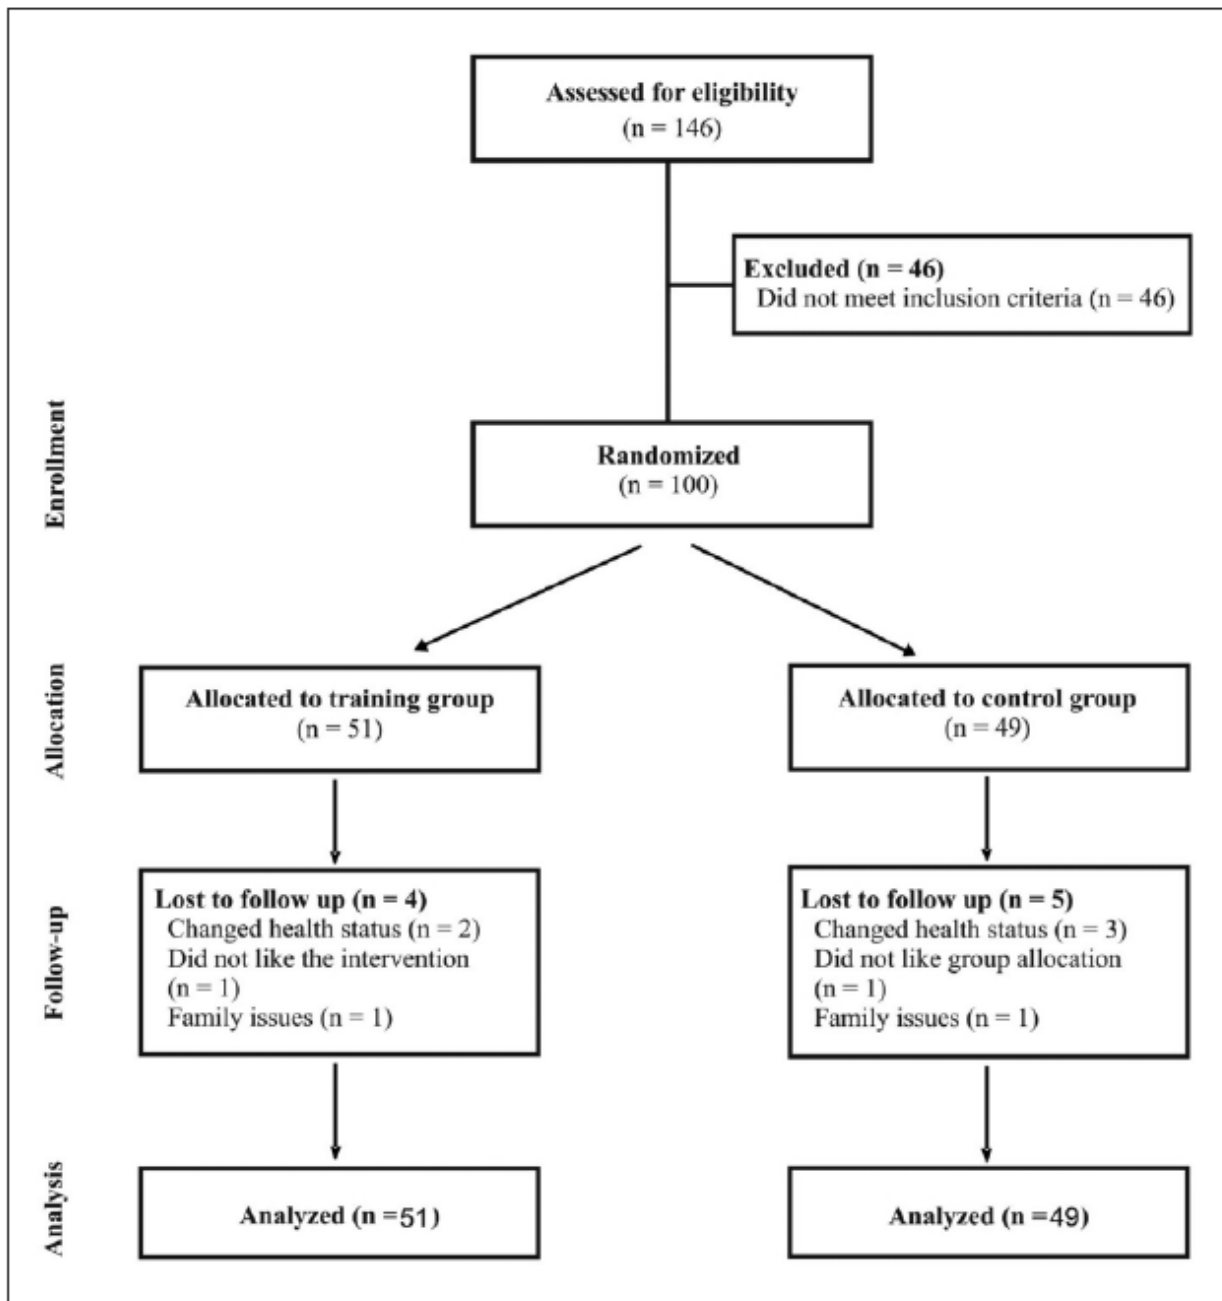 Assessed for eligibility
(n = 146)
Excluded (n = 46)
Did not meet inclusion criteria (n = 46)
Enrollment
Randomized
(n = 100)
Allocation
Allocated to training group
(n = 51)
Allocated to control group
(n = 49)
Follow-up
Lost to follow up (n = 4)
Changed health status (n = 2)
Did not like the intervention
(n = 1)
Family issues (n = 1)
Lost to follow up (n = 5)
Changed health status (n = 3)
Did not like group allocation
(n = 1)
Family issues (n = 1)
Analysis
Analyzed (n =51)
Analyzed (n =49)